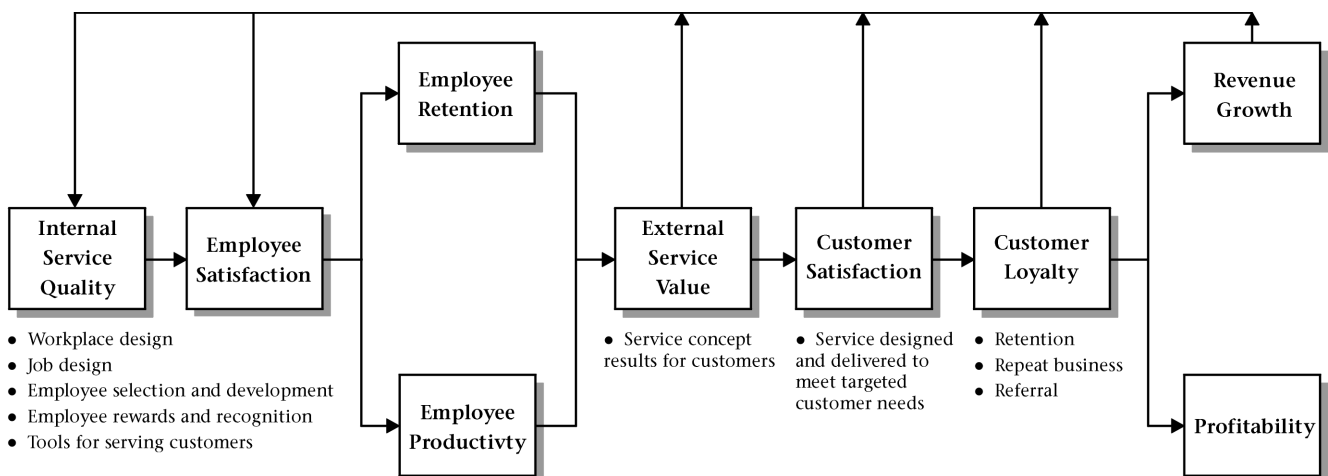 Employee
Retention
Revenue
Growth
Internal
Service
Quality
Employee
Satisfaction
External
Service
Value
Customer
Satisfaction
Customer
Loyalty
● Workplace design
● Job design
● Employee selection and development
● Employee rewards and recognition
● Tools for serving customers
Employee
Productivty
● Service concept
results for customers
● Service designed
and delivered to
meet targeted
customer needs
● Retention
● Repeat business
● Referral
Profitability